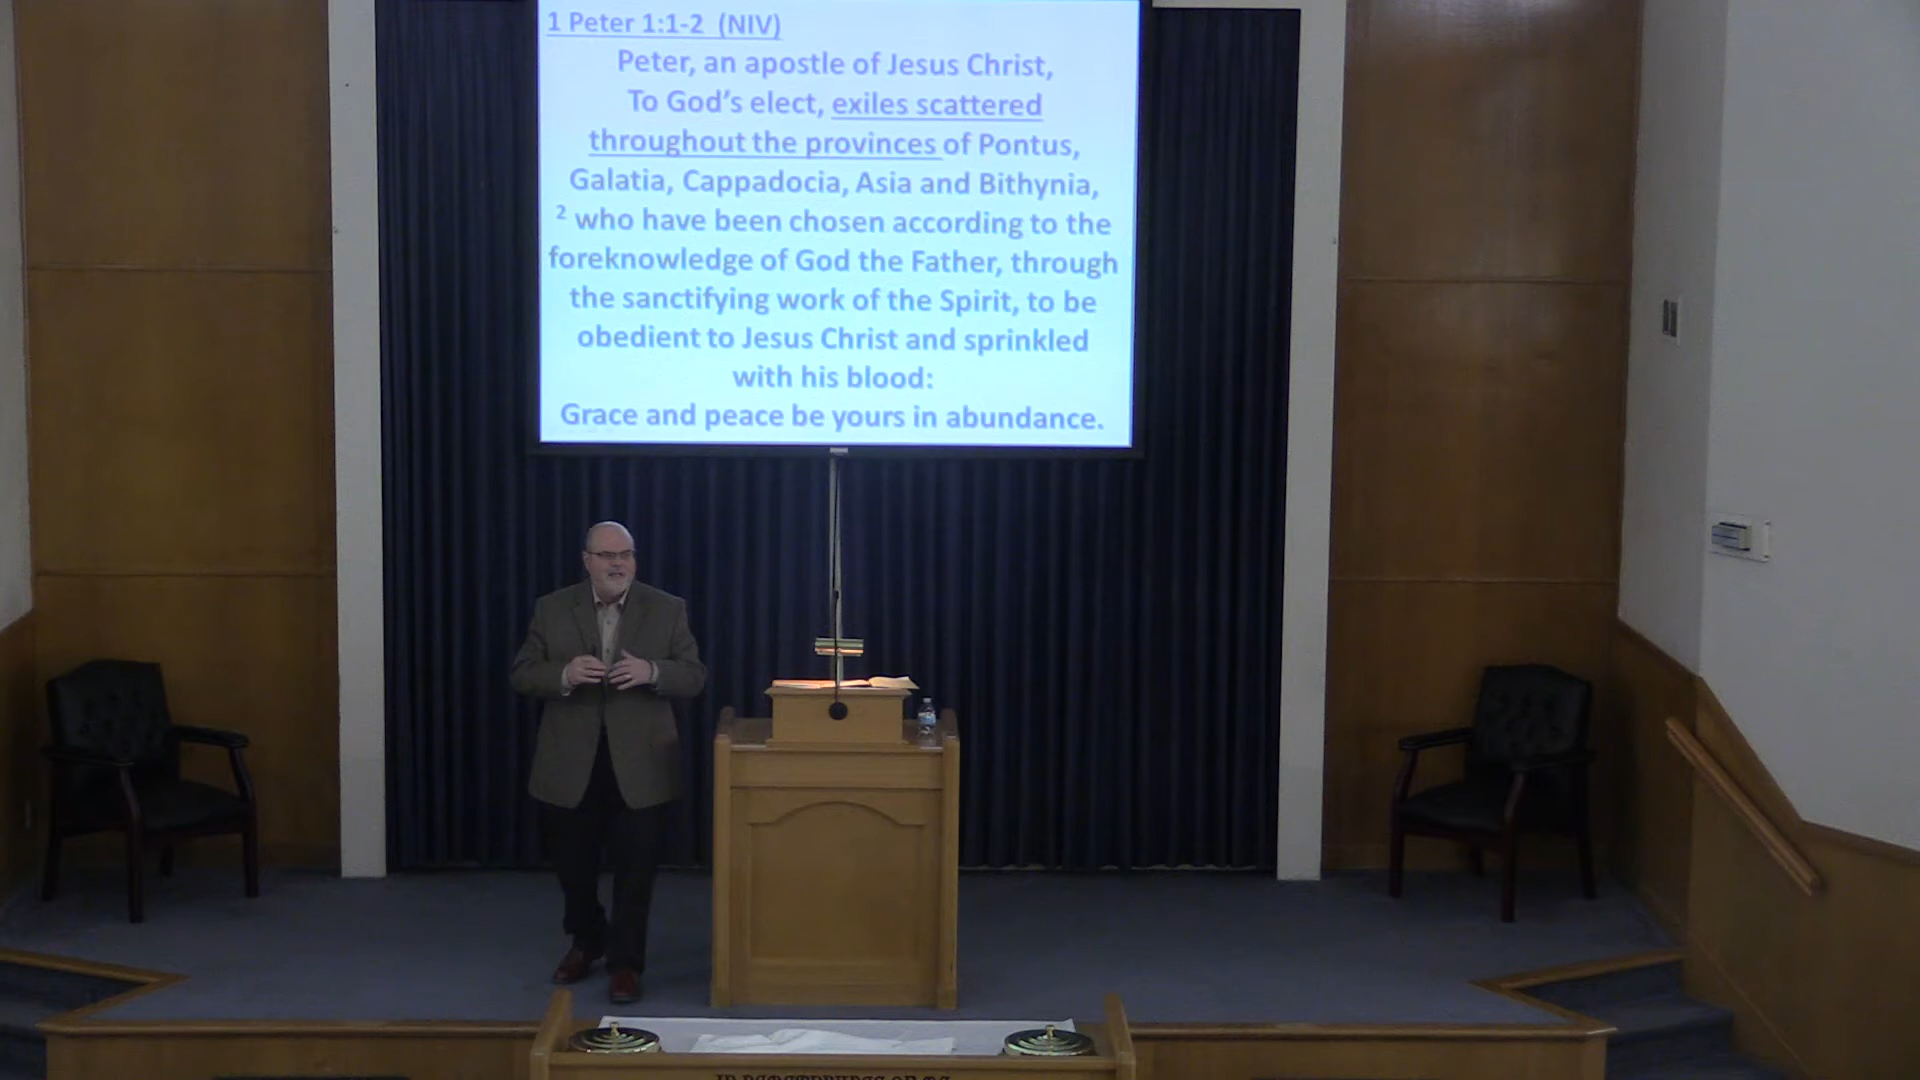 1 Peter 1:1-2 (NIV)
Peter, an apostle of Jesus Christ,
To God's elect, exiles scattered
throughout the provinces of Pontus,
Galatia, Cappadocia, Asia and Bithynia,
2 who have been chosen according to the
foreknowledge of God the Father, through
the sanctifying work of the Spirit, to be
obedient to Jesus Christ and sprinkled
with his blood:
Grace and peace be yours in abundance.